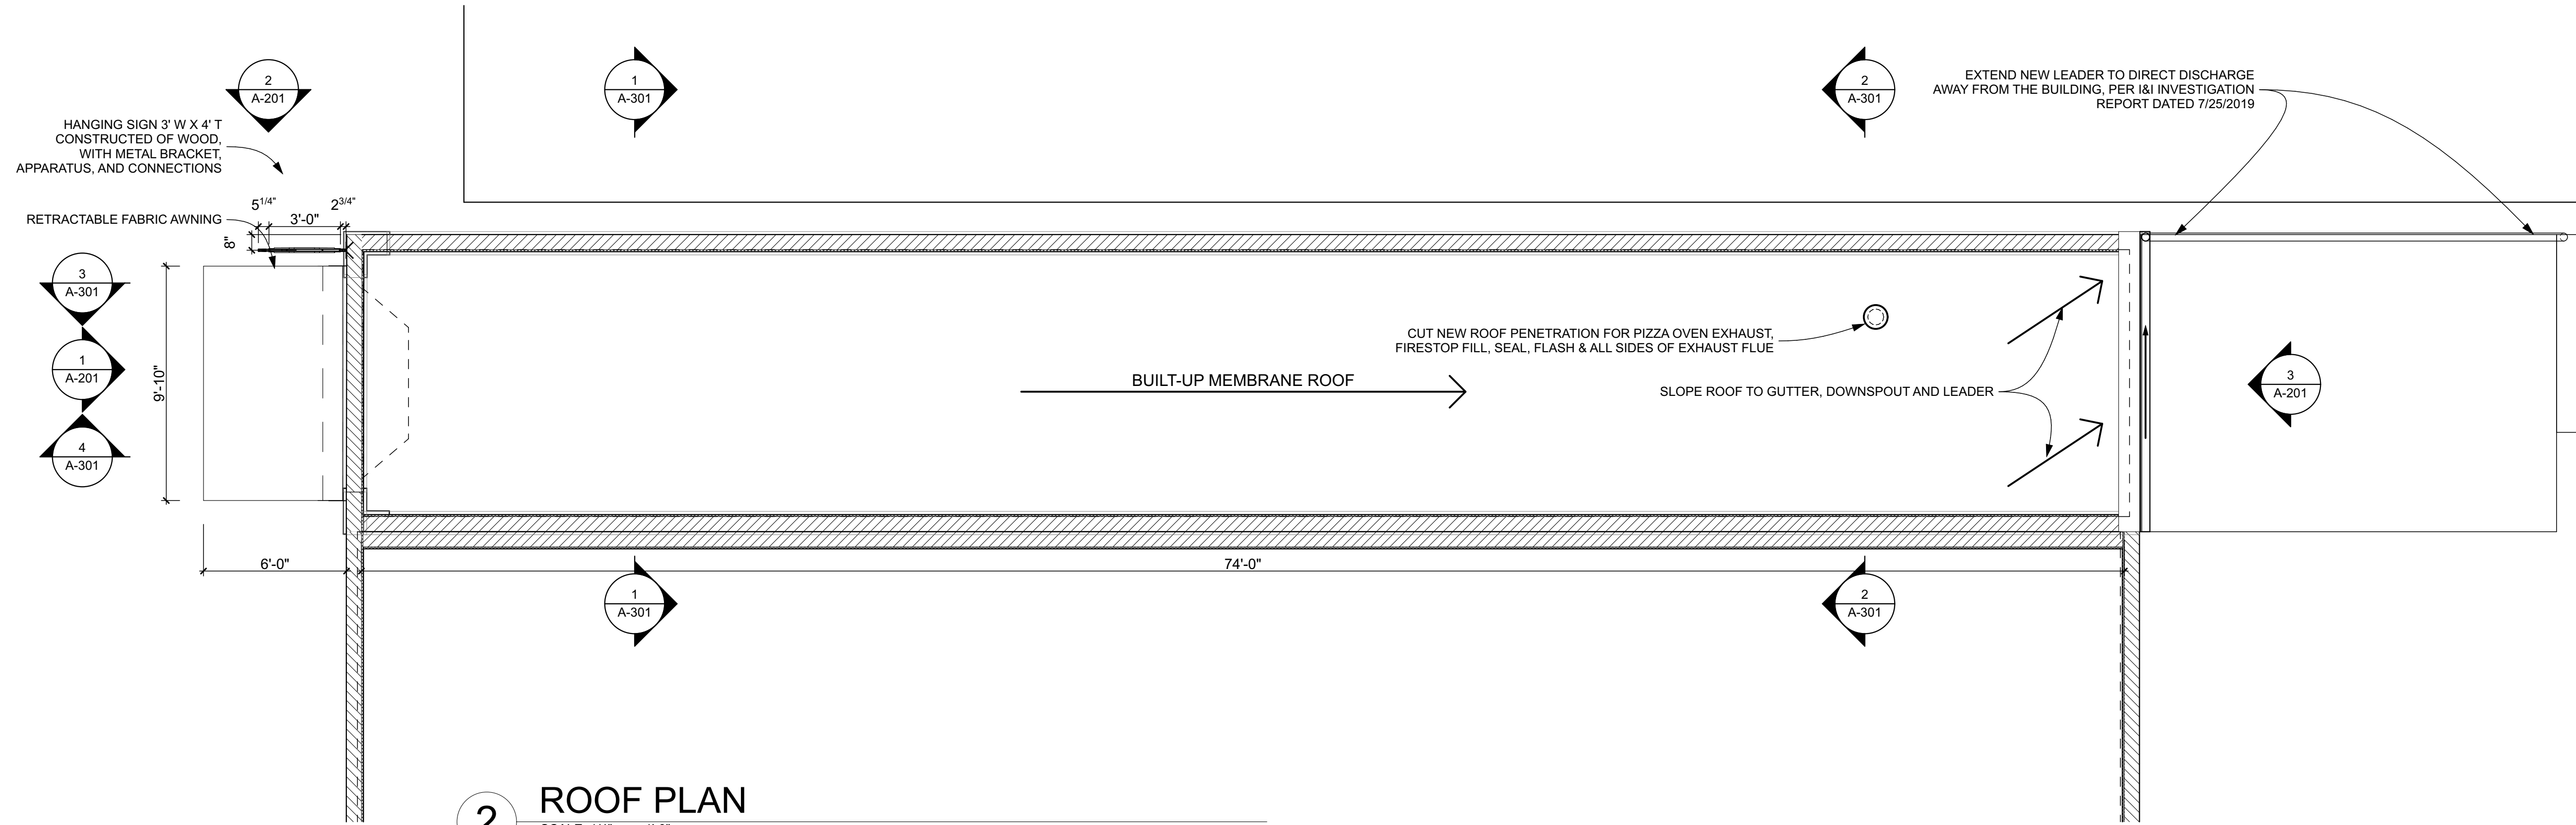 2
A-201
1
A-301
2
A-301
EXTEND NEW LEADER TO DIRECT DISCHARGE
AWAY FROM THE BUILDING, PER I&I INVESTIGATION
REPORT DATED 7/25/2019
HANGING SIGN 3' W X 4' T
CONSTRUCTED OF WOOD,
WITH METAL BRACKET,
APPARATUS, AND CONNECTIONS
RETRACTABLE FABRIC AWNING
5 1/4"
3'-0"
2 3/4"
8"
3
A-301
1
A-201
4
A-301
9'-10"
CUT NEW ROOF PENETRATION FOR PIZZA OVEN EXHAUST,
FIRESTOP FILL, SEAL, FLASH & ALL SIDES OF EXHAUST FLUE
BUILT-UP MEMBRANE ROOF
SLOPE ROOF TO GUTTER, DOWNSPOUT AND LEADER
3
A-201
6'-0"
74'-0"
1
A-301
2
A-301
2
ROOF PLAN